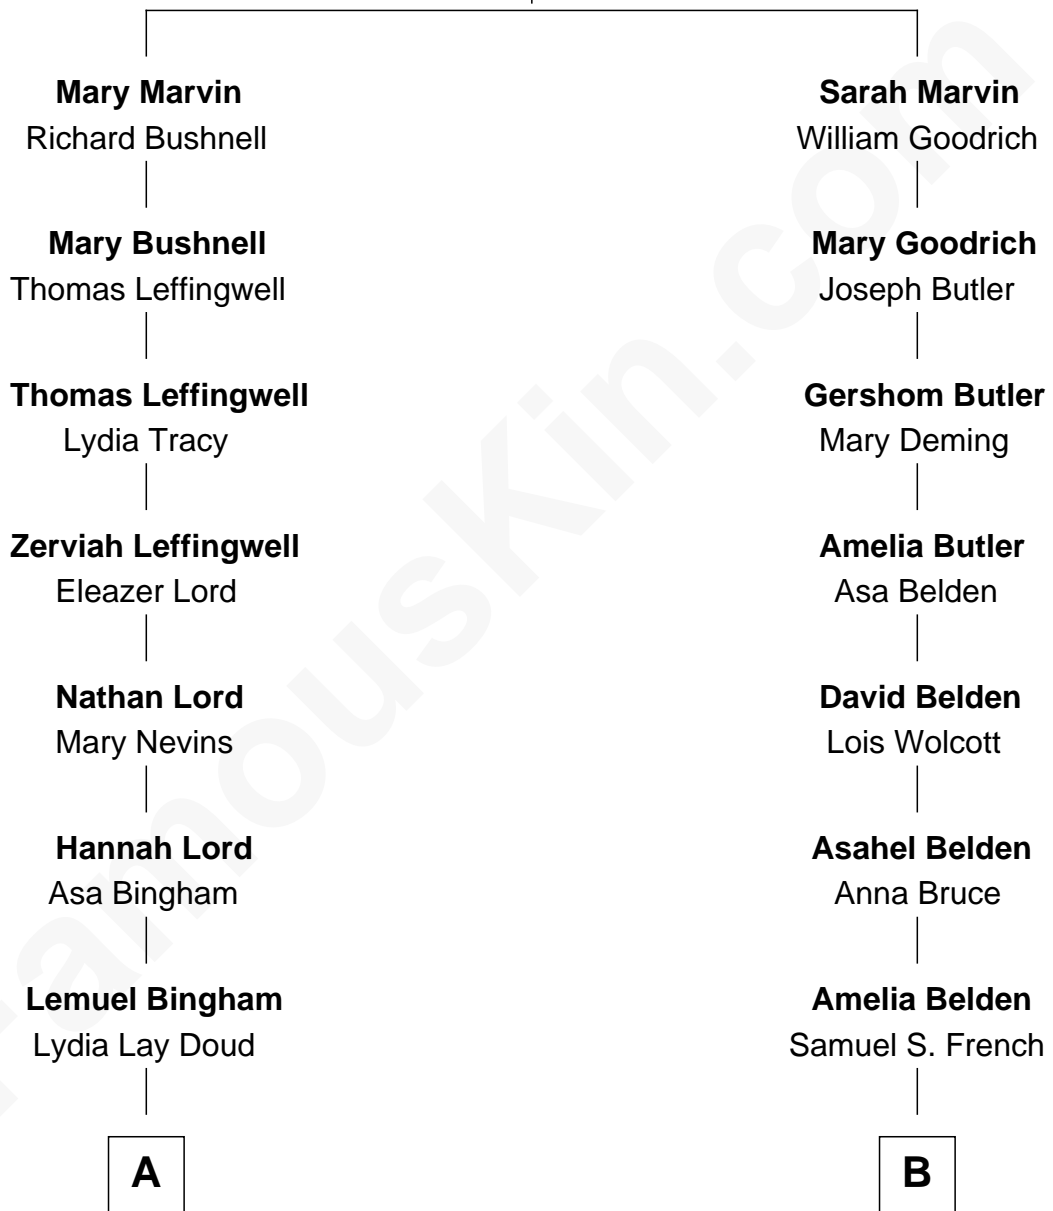 Mary Marvin
Richard Bushnell
Mary Bushnell
Thomas Leffingwell
Thomas Leffingwell
Lydia Tracy
Zerviah Leffingwell
Eleazer Lord
Nathan Lord
Mary Nevins
Hannah Lord
Asa Bingham
Lemuel Bingham
Lydia Lay Doud
A
Sarah Marvin
William Goodrich
Mary Goodrich
Joseph Butler
Gershom Butler
Mary Deming
Amelia Butler
Asa Belden
David Belden
Lois Wolcott
Asahel Belden
Anna Bruce
Amelia Belden
Samuel S. French
B
FamousKin.com